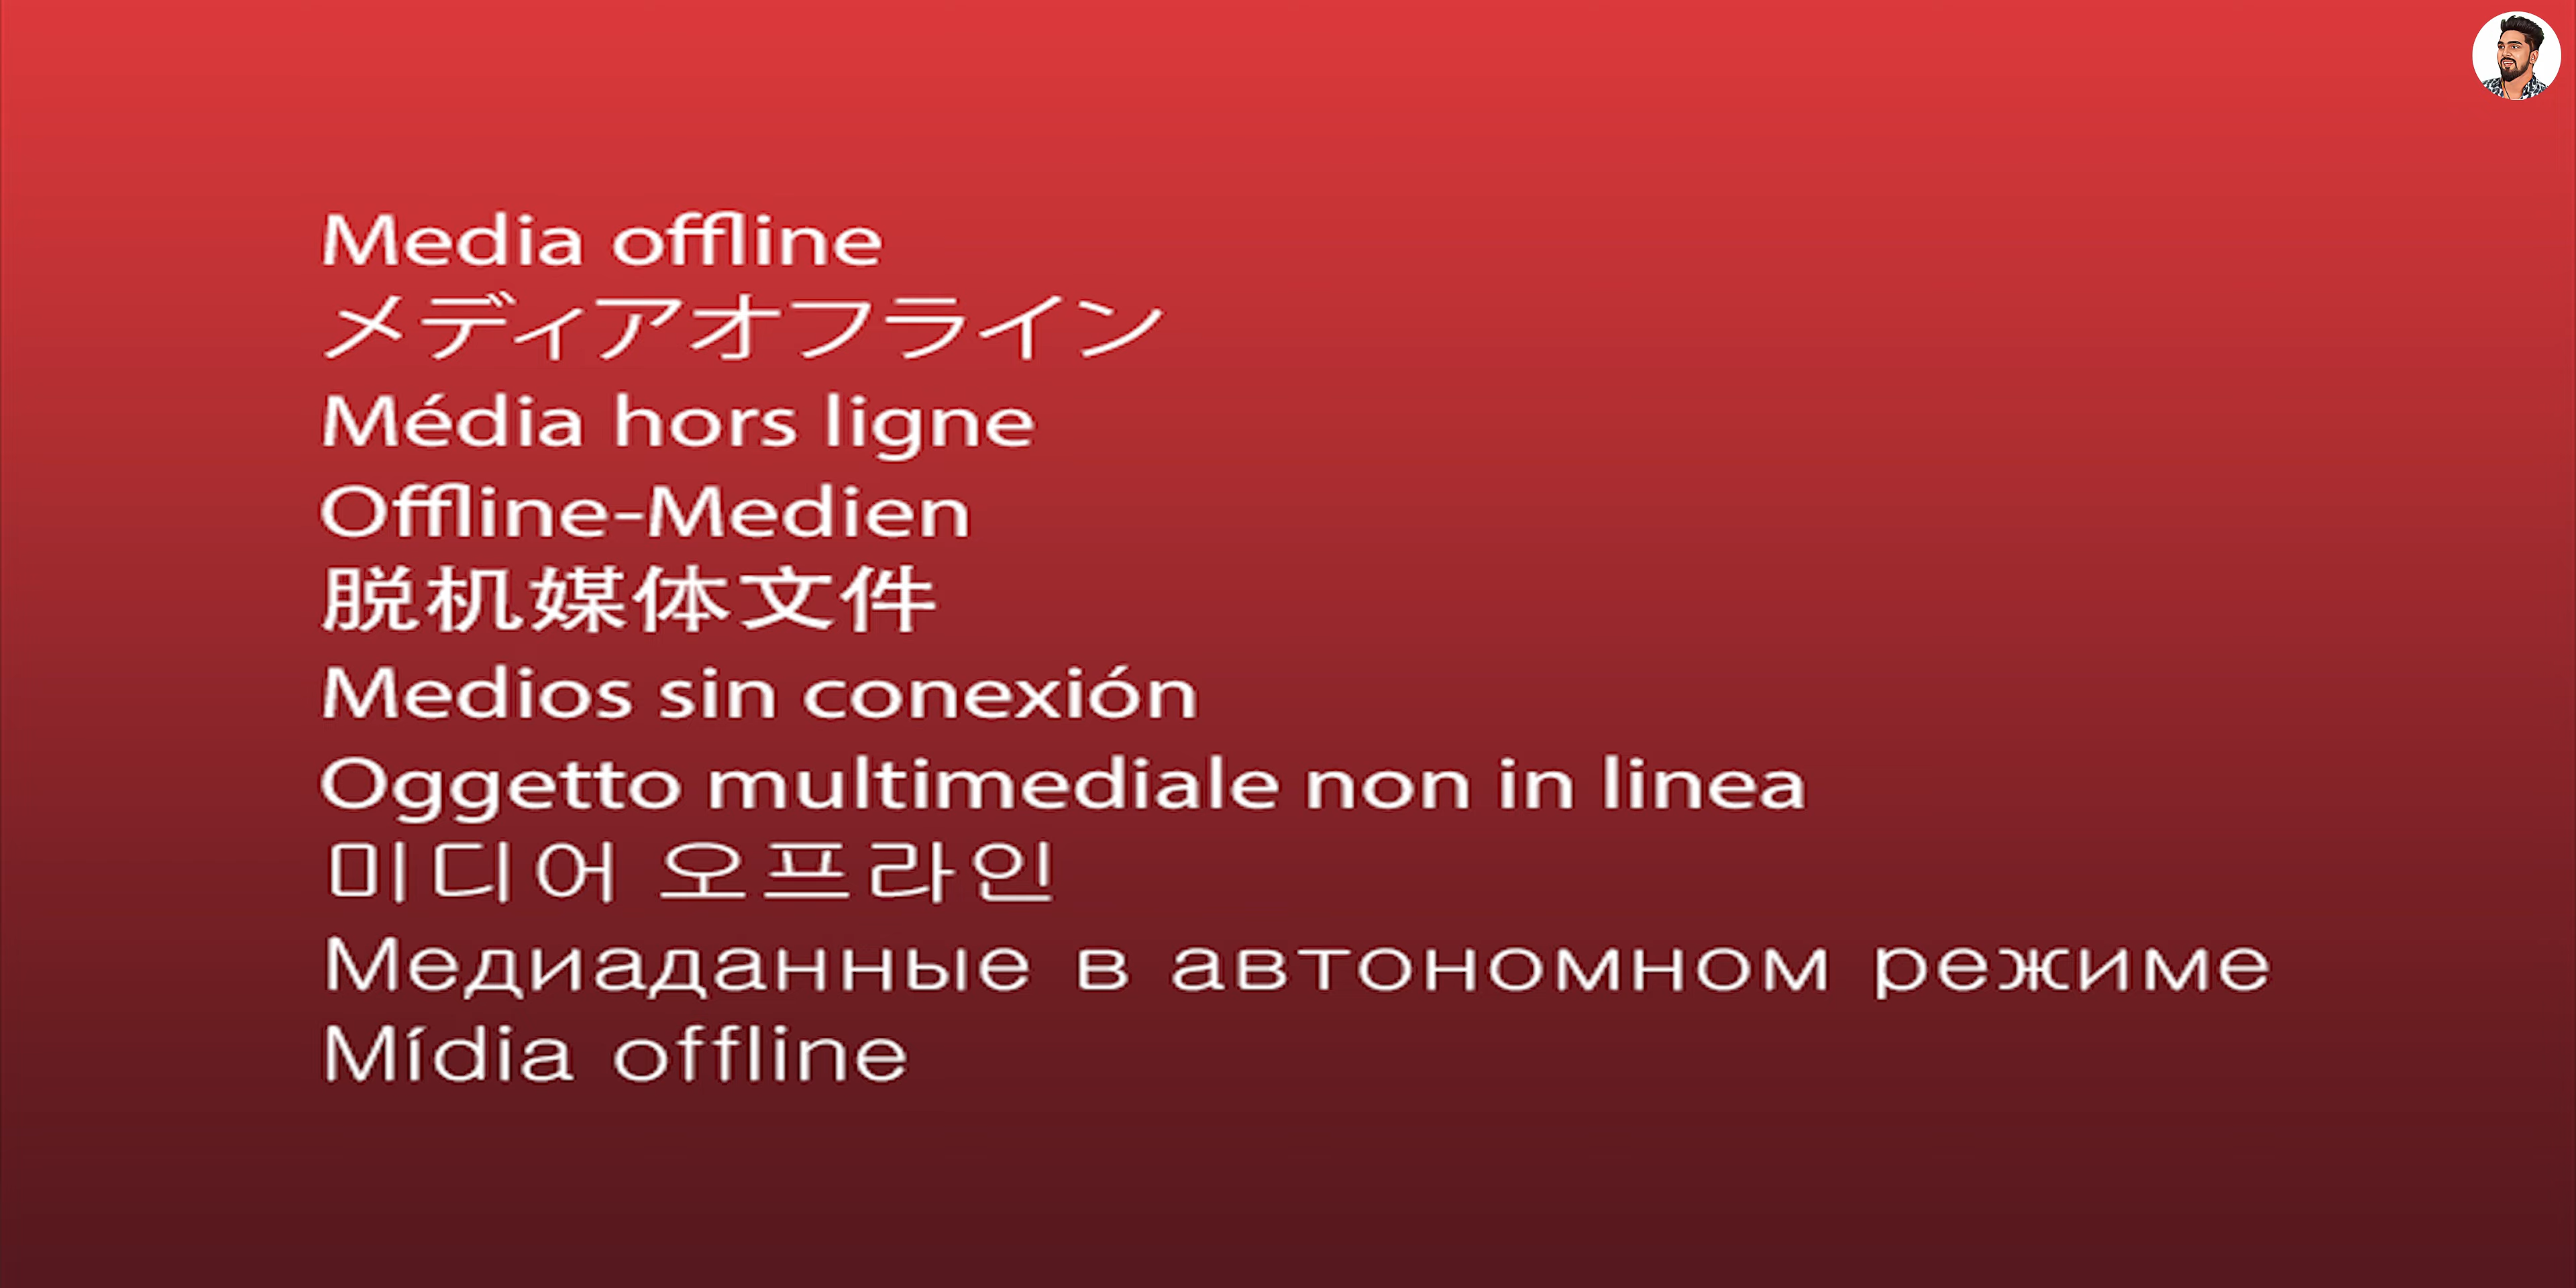 Media offline
メディアオフライン
Média hors ligne
Offline-Medien
脱机媒体文件
Medios sin conexión
Oggetto multimediale non in linea
미디어 오프라인
Медиаданные в автономном режиме
Mídia offline